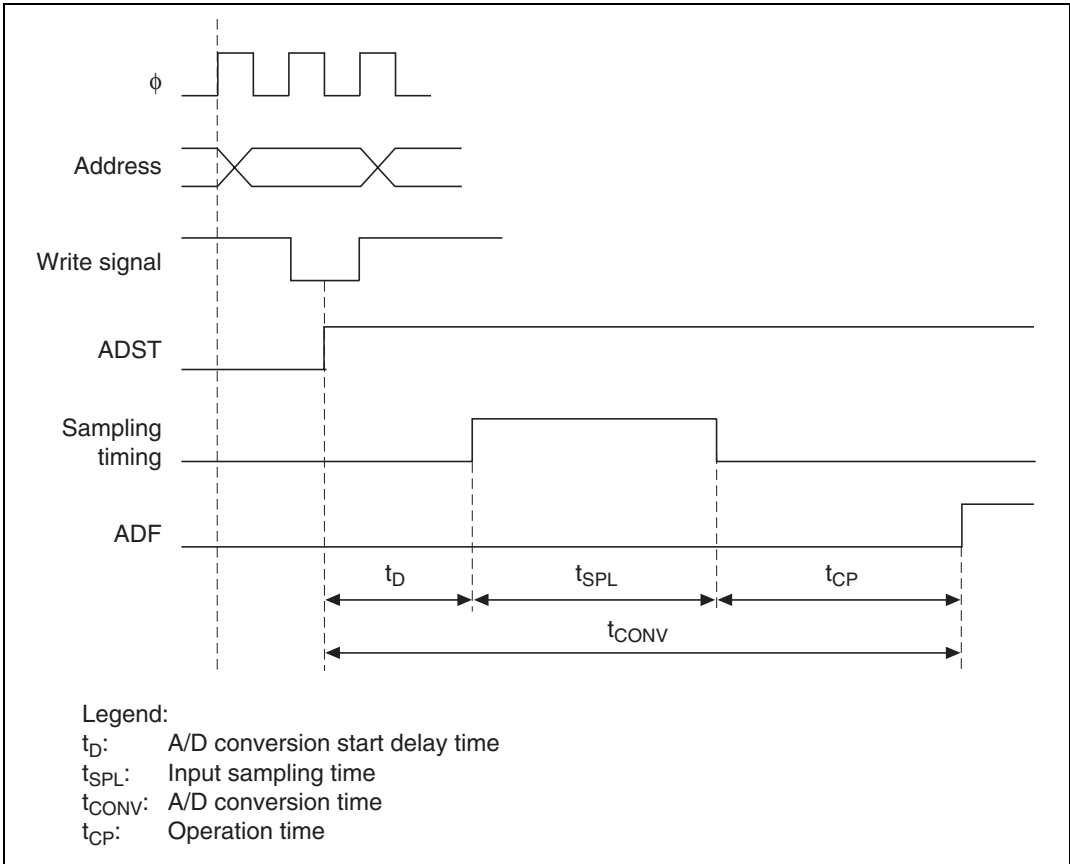 ϕ
Address
Write signal
ADST
Sampling
timing
ADF
tD
tSPL
tCP
tCONV
Legend:
tD: A/D conversion start delay time
tSPL: Input sampling time
tCONV: A/D conversion time
tCP: Operation time